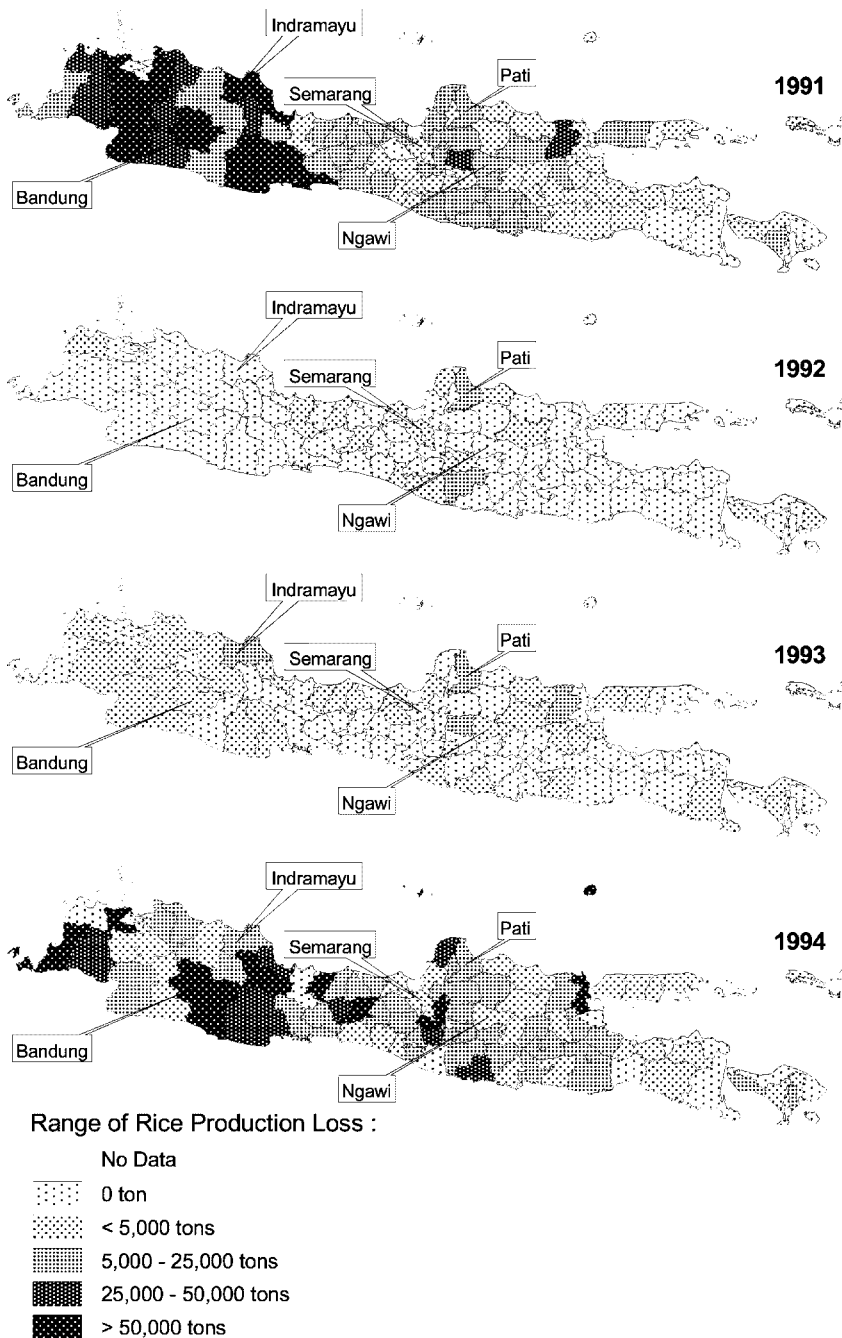 Indramayu
Pati
Semarang
1991
Bandung
Ngawi
Indramayu
Semarang
Pati
1992
Bandung
Ngawi
Indramayu
Semarang
Pati
1993
Bandung
Ngawi
Indramayu
Semarang
Pati
1994
Bandung
Ngawi
Range of Rice Production Loss :
No Data
0 ton
< 5,000 tons
5,000 - 25,000 tons
25,000 - 50,000 tons
> 50,000 tons